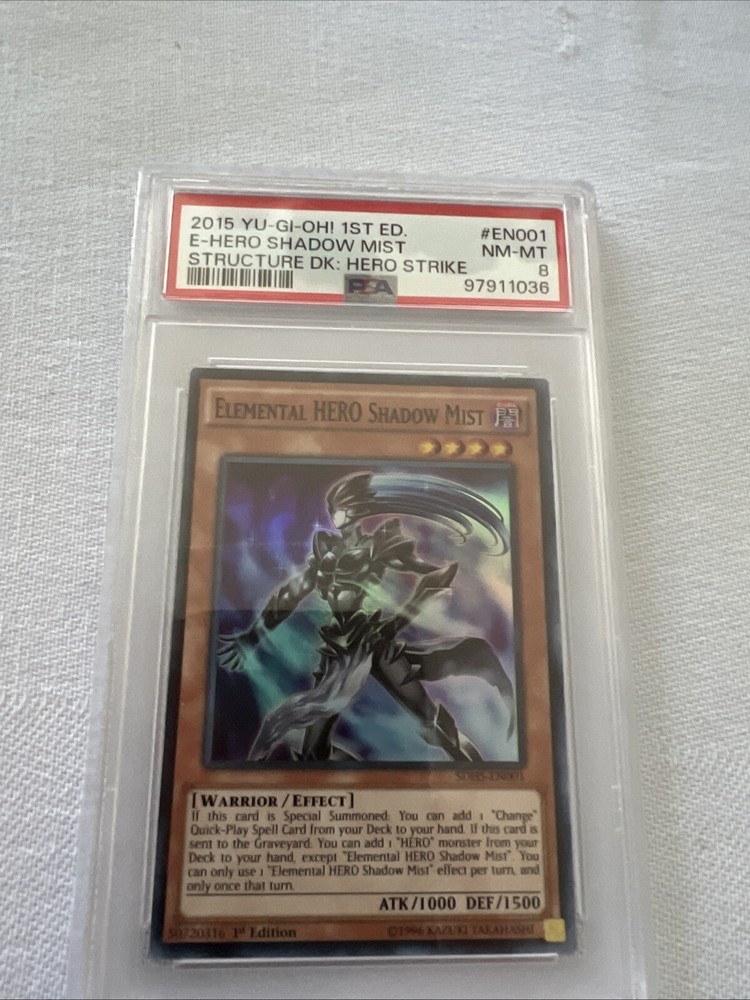 2015 YU-GI-OH! 1ST ED. #EN001
E-HERO SHADOW MIST NM-MT
STRUCTURE DK: HERO STRIKE 8
PSA 97911036
ELEMENTAL HERO SHADOW MIST 闇
SDHS-EN001
[WARRIOR/EFFECT]
If this card is Special Summoned: You can add 1 "Change"
Quick-Play Spell Card from your Deck to your hand. If this card is
sent to the Graveyard: You can add 1 "HERO" monster from your
Deck to your hand, except "Elemental HERO Shadow Mist". You
can only use 1 "Elemental HERO Shadow Mist" effect per turn, and
only once that turn.
ATK/1000 DEF/1500
50720316 1st Edition ©1996 KAZUKI TAKAHASHI